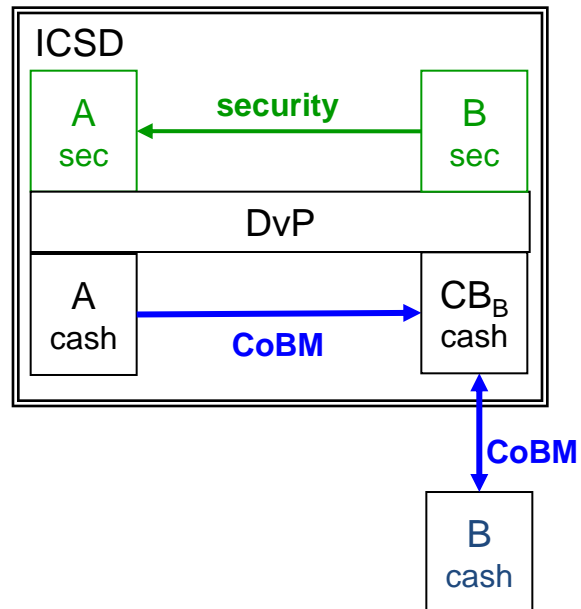 ICSD
A
sec
security
B
sec
DvP
A
cash
CoBM
CB_B
cash
CoBM
B
cash